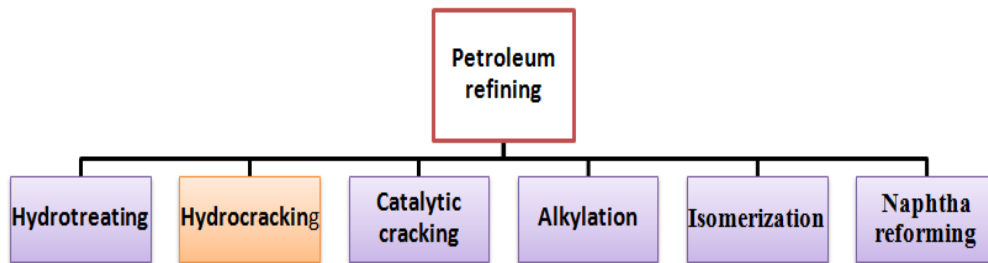 Petroleum
refining
Hydrotreating
Hydrocracking
Catalytic
cracking
Alkylation
Isomerization
Naphtha
reforming